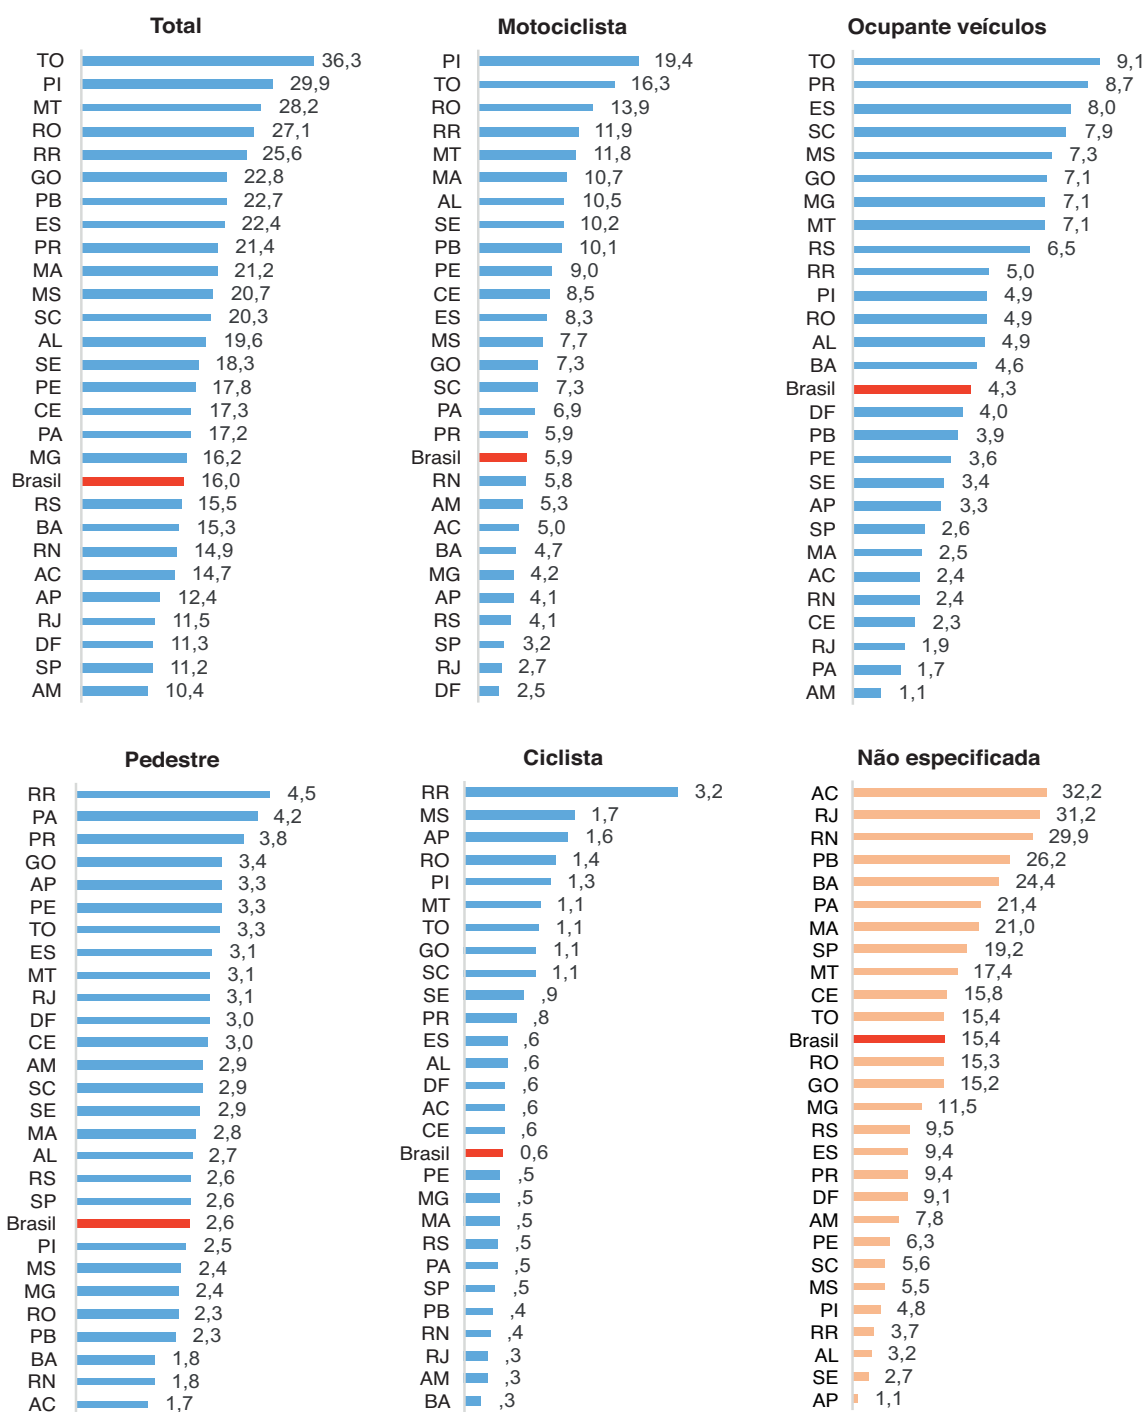 Total
TO 36,3
PI 29,9
MT 28,2
RO 27,1
RR 25,6
GO 22,8
PB 22,7
ES 22,4
PR 21,4
MA 21,2
MS 20,7
SC 20,3
AL 19,6
SE 18,3
PE 17,8
CE 17,3
PA 17,2
MG 16,2
Brasil 16,0
RS 15,5
BA 15,3
RN 14,9
AC 14,7
AP 12,4
RJ 11,5
DF 11,3
SP 11,2
AM 10,4
Motociclista
PI 19,4
TO 16,3
RO 13,9
RR 11,9
MT 11,8
MA 10,7
AL 10,5
SE 10,2
PB 10,1
PE 9,0
CE 8,5
ES 8,3
MS 7,7
GO 7,3
SC 7,3
PA 6,9
PR 5,9
Brasil 5,9
RN 5,8
AM 5,3
AC 5,0
BA 4,7
MG 4,2
AP 4,1
RS 4,1
SP 3,2
RJ 2,7
DF 2,5
Ocupante veículos
TO 9,1
PR 8,7
ES 8,0
SC 7,9
MS 7,3
GO 7,1
MG 7,1
MT 7,1
RS 6,5
RR 5,0
PI 4,9
RO 4,9
AL 4,9
BA 4,6
Brasil 4,3
DF 4,0
PB 3,9
PE 3,6
SE 3,4
AP 3,3
SP 2,6
MA 2,5
AC 2,4
RN 2,4
CE 2,3
RJ 1,9
PA 1,7
AM 1,1
Pedestre
RR 4,5
PA 4,2
PR 3,8
GO 3,4
AP 3,3
PE 3,3
TO 3,3
ES 3,1
MT 3,1
RJ 3,1
DF 3,0
CE 3,0
AM 2,9
SC 2,9
SE 2,9
MA 2,8
AL 2,7
RS 2,6
SP 2,6
Brasil 2,6
PI 2,5
MS 2,4
MG 2,4
RO 2,3
PB 2,3
BA 1,8
RN 1,8
AC 1,7
Ciclista
RR 3,2
MS 1,7
AP 1,6
RO 1,4
PI 1,3
MT 1,1
TO 1,1
GO 1,1
SC 1,1
SE ,9
PR ,8
ES ,6
AL ,6
DF ,6
AC ,6
CE ,6
Brasil 0,6
PE ,5
MG ,5
MA ,5
RS ,5
PA ,5
SP ,5
PB ,4
RN ,4
RJ ,3
AM ,3
BA ,3
Não especificada
AC 32,2
RJ 31,2
RN 29,9
PB 26,2
BA 24,4
PA 21,4
MA 21,0
SP 19,2
MT 17,4
CE 15,8
TO 15,4
Brasil 15,4
RO 15,3
GO 15,2
MG 11,5
RS 9,5
ES 9,4
PR 9,4
DF 9,1
AM 7,8
PE 6,3
SC 5,6
MS 5,5
PI 4,8
RR 3,7
AL 3,2
SE 2,7
AP 1,1